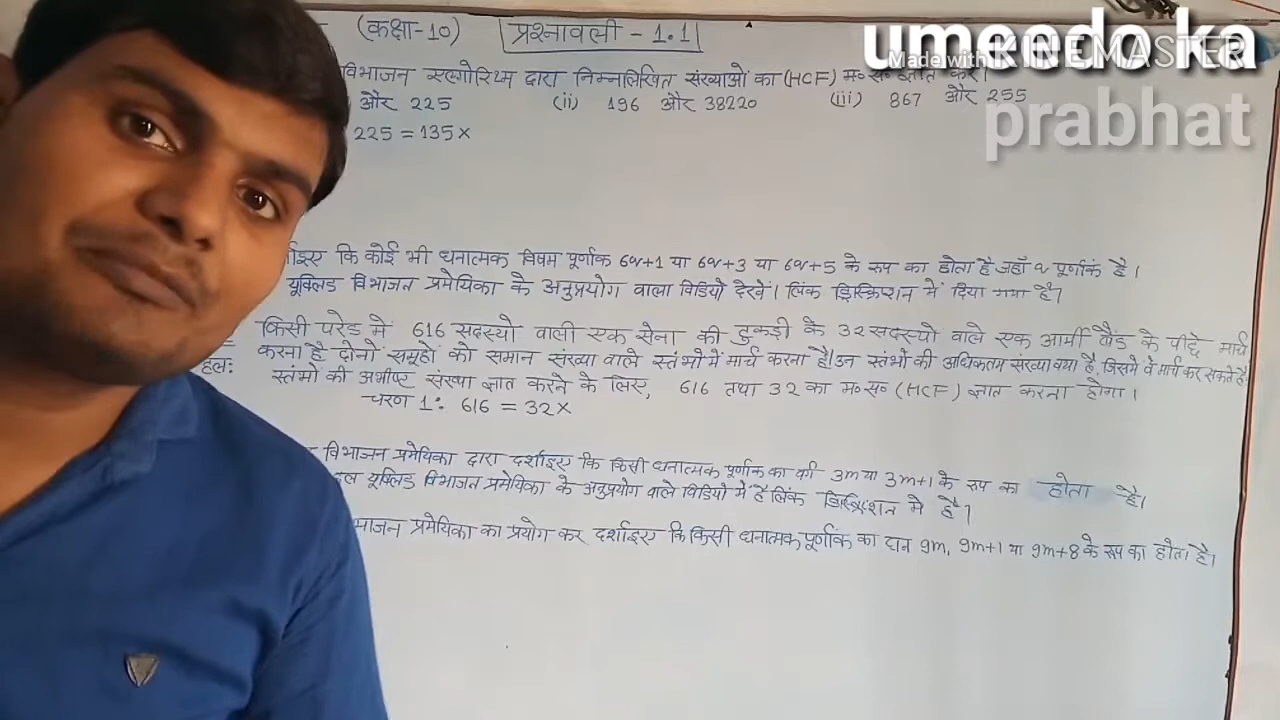 (कक्षा-10) प्रश्नावली - 1.1
umeedo ka
Made with KINEMASTER
prabhat
विभाजन एल्गोरिथ्म द्वारा निम्नलिखित संख्याओं का (HCF) म०स० ज्ञात करें।
और 225 (ii) 196 और 38220 (iii) 867 और 255
225 = 135 ×
कि कोई भी धनात्मक विषम पूर्णांक 6q+1 या 6q+3 या 6q+5 के रूप का होता है जहाँ q पूर्णांक है।
यूक्लिड विभाजन प्रमेयिका के अनुप्रयोग वाला विडियो देखें। लिंक डिस्क्रिप्शन में दिया गया है।
किसी परेड में 616 सदस्यो वाली एक सेना की टुकड़ी के 32 सदस्यो वाले एक आर्मी बैंड के पीछे मार्च
करना है दोनों समूहों को समान संख्या वाले स्तंभो में मार्च करना है। उन स्तंभों की अधिकतम संख्या क्या है, जिसमे वे मार्च कर सकते है
हल: स्तंभों की अभीष्ट संख्या ज्ञात करने के लिए, 616 तथा 32 का म०स० (HCF) ज्ञात करना होगा।
चरण 1: 616 = 32 ×
विभाजन प्रमेयिका द्वारा दर्शाइए कि किसी धनात्मक पूर्णांक का वर्ग 3m या 3m+1 के रूप का होता है।
यूक्लिड विभाजन प्रमेयिका के अनुप्रयोग वाले विडियो में है लिंक डिस्क्रिप्शन मे है।
प्रमेयिका का प्रयोग कर दर्शाइए कि किसी धनात्मक पूर्णांक का घन 9m, 9m+1 या 9m+8 के रूप का होता है।